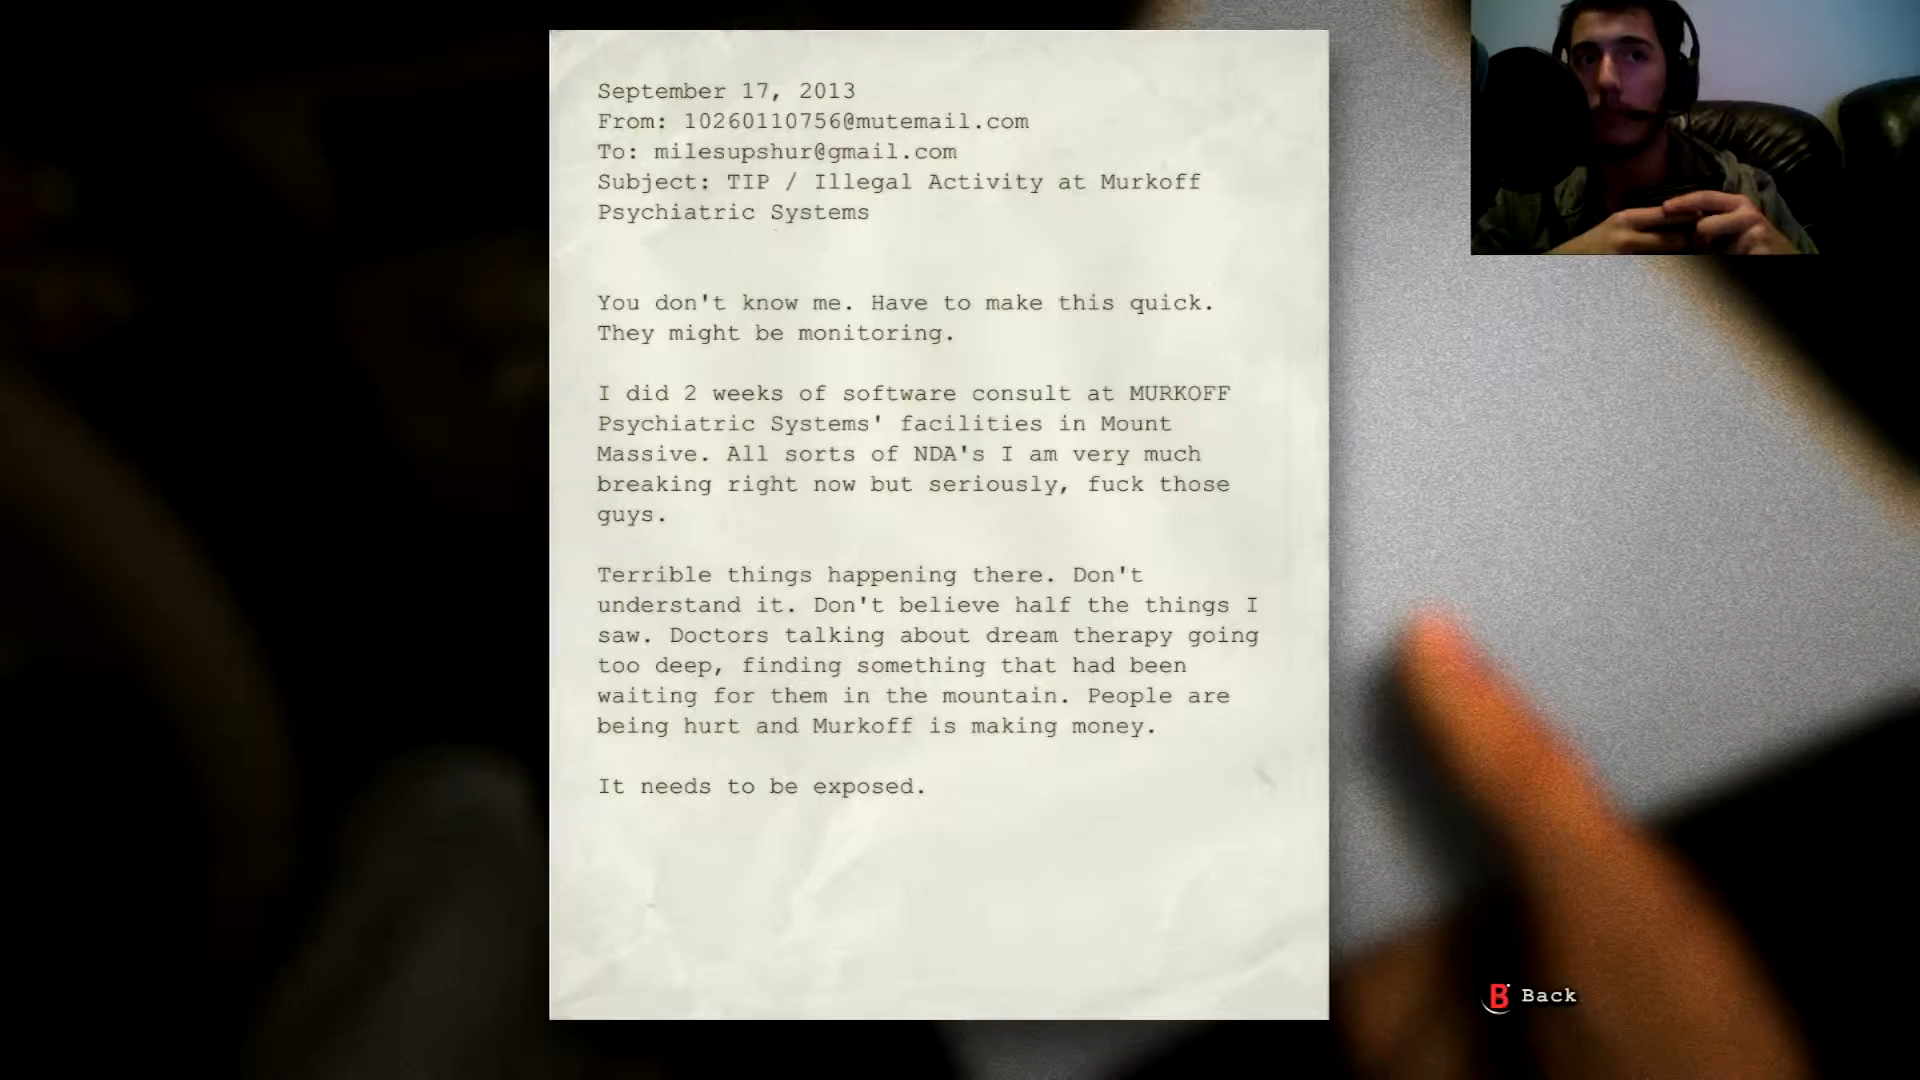 September 17, 2013
From: 10260110756@mutemail.com
To: milesupshur@gmail.com
Subject: TIP / Illegal Activity at Murkoff
Psychiatric Systems
You don't know me. Have to make this quick.
They might be monitoring.
I did 2 weeks of software consult at MURKOFF
Psychiatric Systems' facilities in Mount
Massive. All sorts of NDA's I am very much
breaking right now but seriously, fuck those
guys.
Terrible things happening there. Don't
understand it. Don't believe half the things I
saw. Doctors talking about dream therapy going
too deep, finding something that had been
waiting for them in the mountain. People are
being hurt and Murkoff is making money.
It needs to be exposed.
B Back